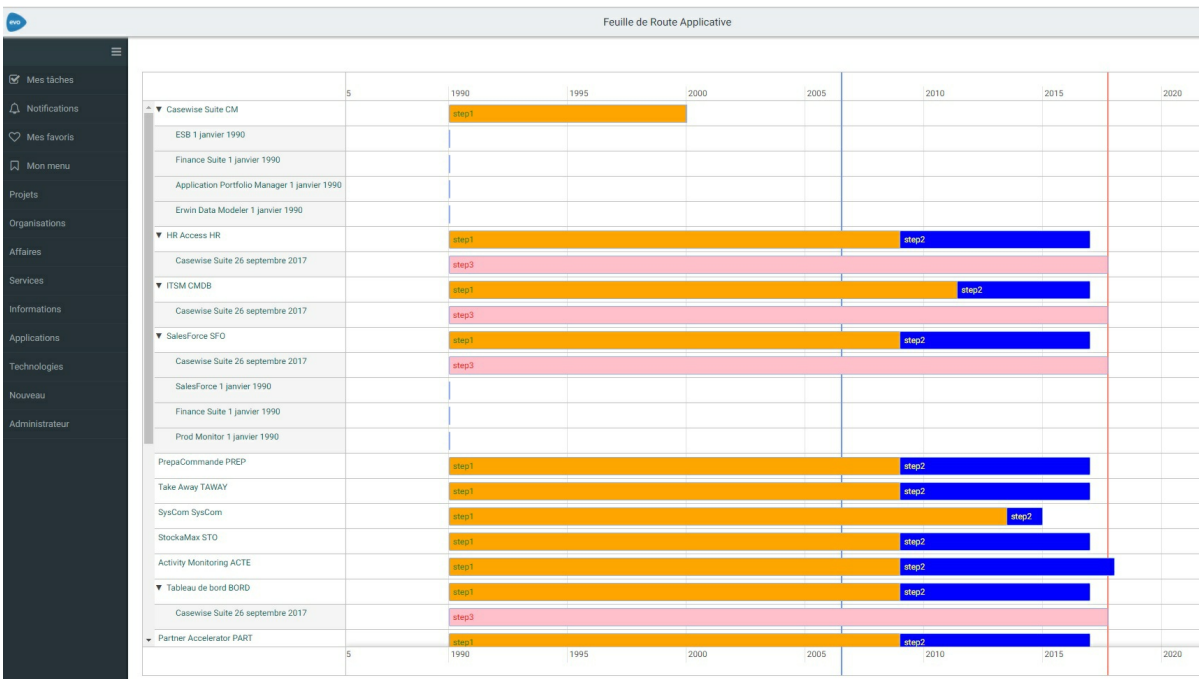 evo
Feuille de Route Applicative
Mes tâches
Notifications
Mes favoris
Mon menu
Projets
Organisations
Affaires
Services
Informations
Applications
Technologies
Nouveau
Administrateur
5 1990 1995 2000 2005 2010 2015 2020
Casewise Suite CM step1
ESB 1 janvier 1990
Finance Suite 1 janvier 1990
Application Portfolio Manager 1 janvier 1990
Erwin Data Modeler 1 janvier 1990
HR Access HR step1 step2
Casewise Suite 26 septembre 2017 step3
ITSM CMDB step1 step2
Casewise Suite 26 septembre 2017 step3
SalesForce SFO step1 step2
Casewise Suite 26 septembre 2017 step3
SalesForce 1 janvier 1990
Finance Suite 1 janvier 1990
Prod Monitor 1 janvier 1990
PrepaCommande PREP step1 step2
Take Away TAWAY step1 step2
SysCom SysCom step1 step2
StockaMax STO step1 step2
Activity Monitoring ACTE step1 step2
Tableau de bord BORD step1 step2
Casewise Suite 26 septembre 2017 step3
Partner Accelerator PART step1 step2
5 1990 1995 2000 2005 2010 2015 2020